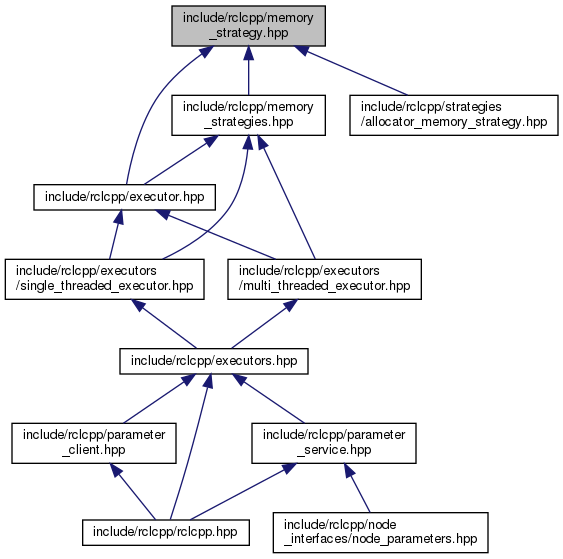 include/rclcpp/memory
_strategy.hpp
include/rclcpp/memory
_strategies.hpp
include/rclcpp/strategies
/allocator_memory_strategy.hpp
include/rclcpp/executor.hpp
include/rclcpp/executors
/single_threaded_executor.hpp
include/rclcpp/executors
/multi_threaded_executor.hpp
include/rclcpp/executors.hpp
include/rclcpp/parameter
_client.hpp
include/rclcpp/parameter
_service.hpp
include/rclcpp/rclcpp.hpp
include/rclcpp/node
_interfaces/node_parameters.hpp